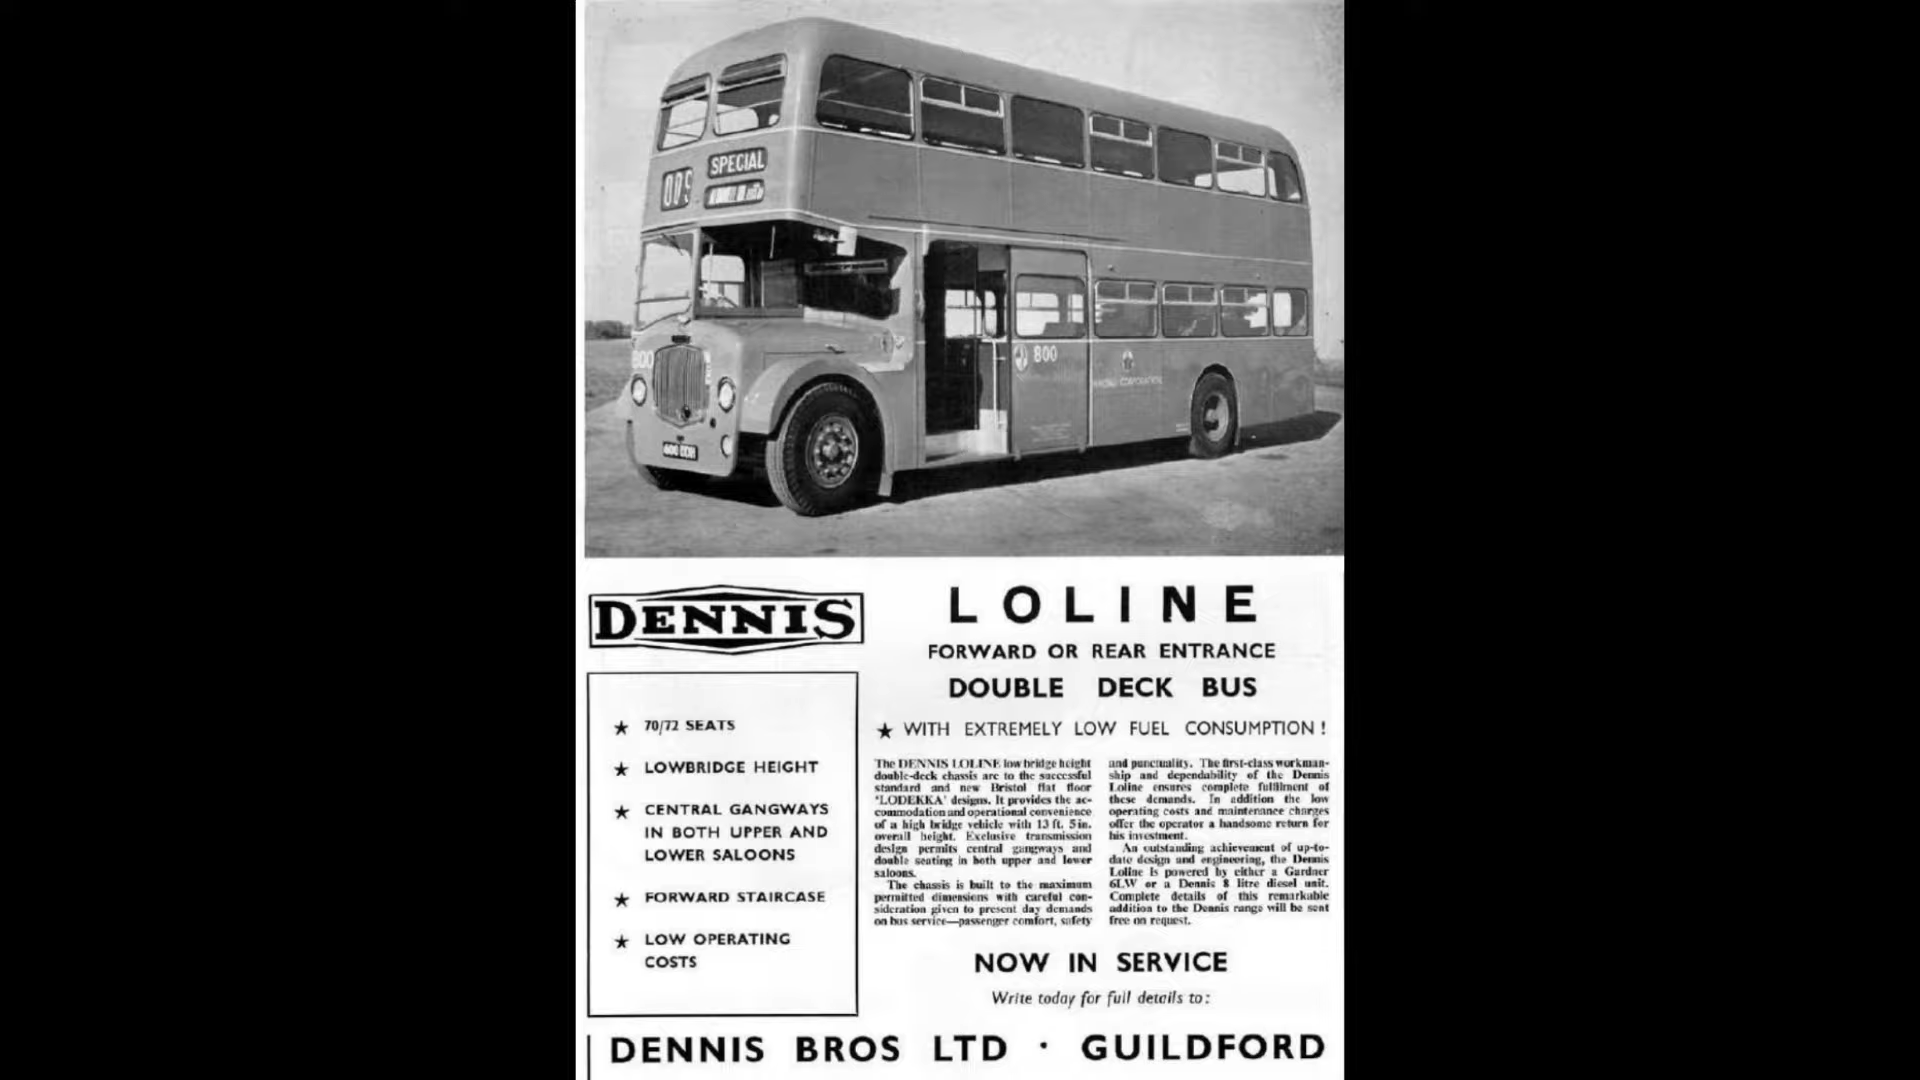 SPECIAL
009
800
800
DENNIS
LOLINE
FORWARD OR REAR ENTRANCE
DOUBLE DECK BUS
★ WITH EXTREMELY LOW FUEL CONSUMPTION!
★ 70/72 SEATS
★ LOWBRIDGE HEIGHT
★ CENTRAL GANGWAYS
IN BOTH UPPER AND
LOWER SALOONS
★ FORWARD STAIRCASE
★ LOW OPERATING
COSTS
The DENNIS LOLINE low bridge height
double-deck chassis are to the successful
standard and new Bristol flat floor
'LODEKKA' designs. It provides the ac-
commodation and operational convenience
of a high bridge vehicle with 13 ft. 5 in.
overall height. Exclusive transmission
design permits central gangways and
double seating in both upper and lower
saloons.
The chassis is built to the maximum
permitted dimensions with careful con-
sideration given to present day demands
on bus service—passenger comfort, safety
and punctuality. The first-class workman-
ship and dependability of the Dennis
Loline ensures complete fulfilment of
these demands. In addition the low
operating costs and maintenance charges
offer the operator a handsome return for
his investment.
An outstanding achievement of up-to-
date design and engineering, the Dennis
Loline is powered by either a Gardner
6LW or a Dennis 8 litre diesel unit.
Complete details of this remarkable
addition to the Dennis range will be sent
free on request.
NOW IN SERVICE
Write today for full details to:
DENNIS BROS LTD · GUILDFORD